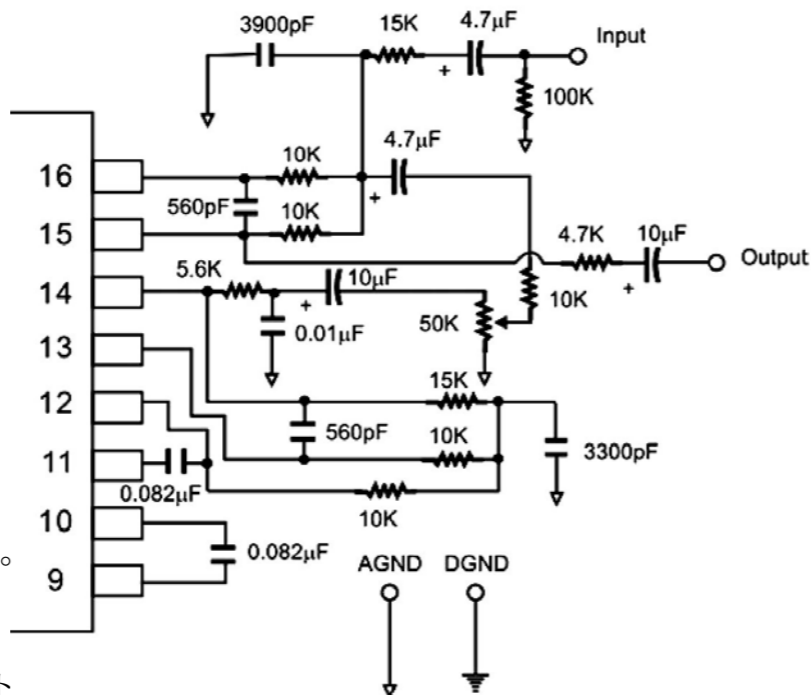 3900pF
15K
4.7µF
Input
100K
4.7µF
16
10K
560pF
15
10K
4.7K
10µF
Output
5.6K
14
10µF
10K
50K
0.01µF
13
15K
12
560pF
10K
3300pF
11
0.082µF
10K
10
0.082µF
AGND DGND
。
9